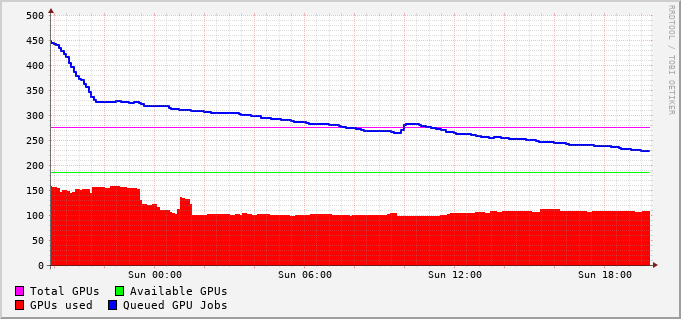 500
450
400
350
300
250
200
150
100
50
0
Sun 00:00 Sun 06:00 Sun 12:00 Sun 18:00
Total GPUs Available GPUs
GPUs used Queued GPU Jobs
RRDTOOL / TOBI OETIKER